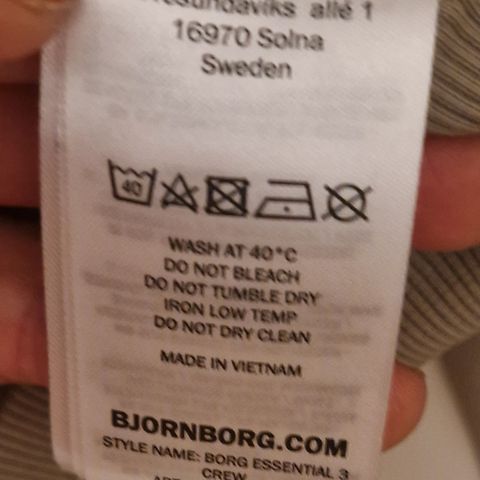 allé 1
16970 Solna
Sweden
40
WASH AT 40°C
DO NOT BLEACH
DO NOT TUMBLE DRY
IRON LOW TEMP
DO NOT DRY CLEAN
MADE IN VIETNAM
BJORNBORG.COM
STYLE NAME: BORG ESSENTIAL 3
CREW